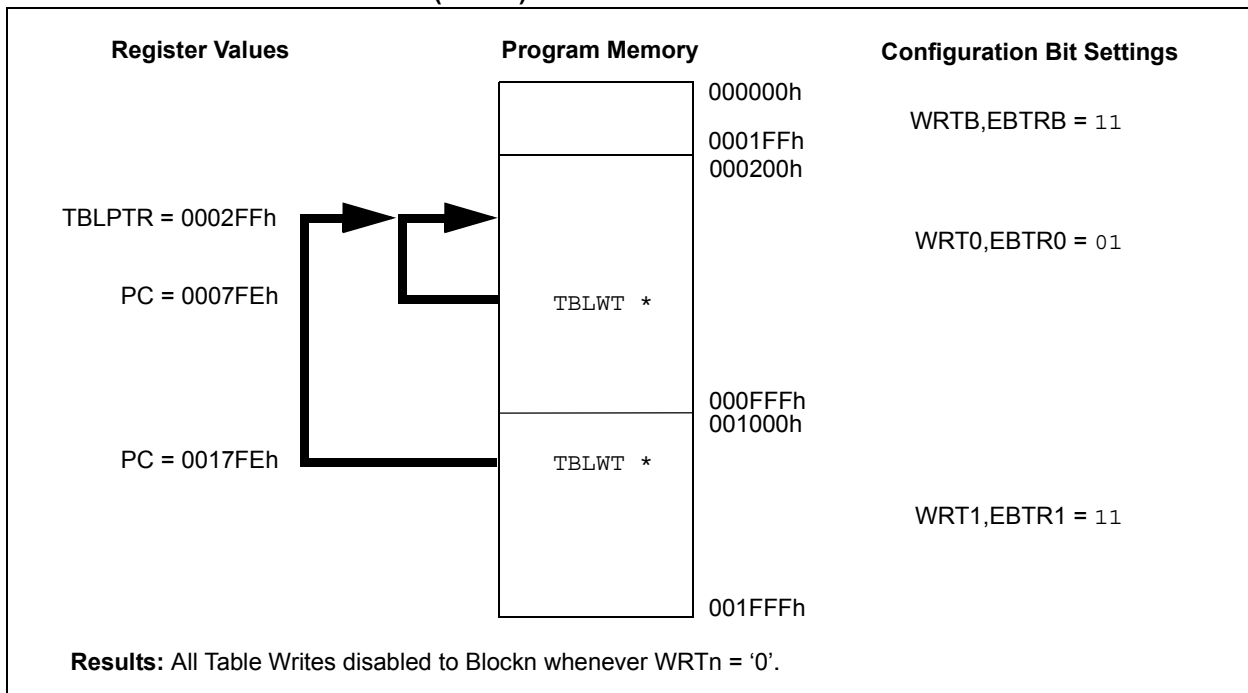 Register Values Program Memory Configuration Bit Settings
000000h
WRTB,EBTRB = 11
0001FFh
000200h
TBLPTR = 0002FFh
WRT0,EBTR0 = 01
PC = 0007FEh
TBLWT *
000FFFh
001000h
PC = 0017FEh
TBLWT *
WRT1,EBTR1 = 11
001FFFh
Results: All Table Writes disabled to Blockn whenever WRTn = ‘0’.